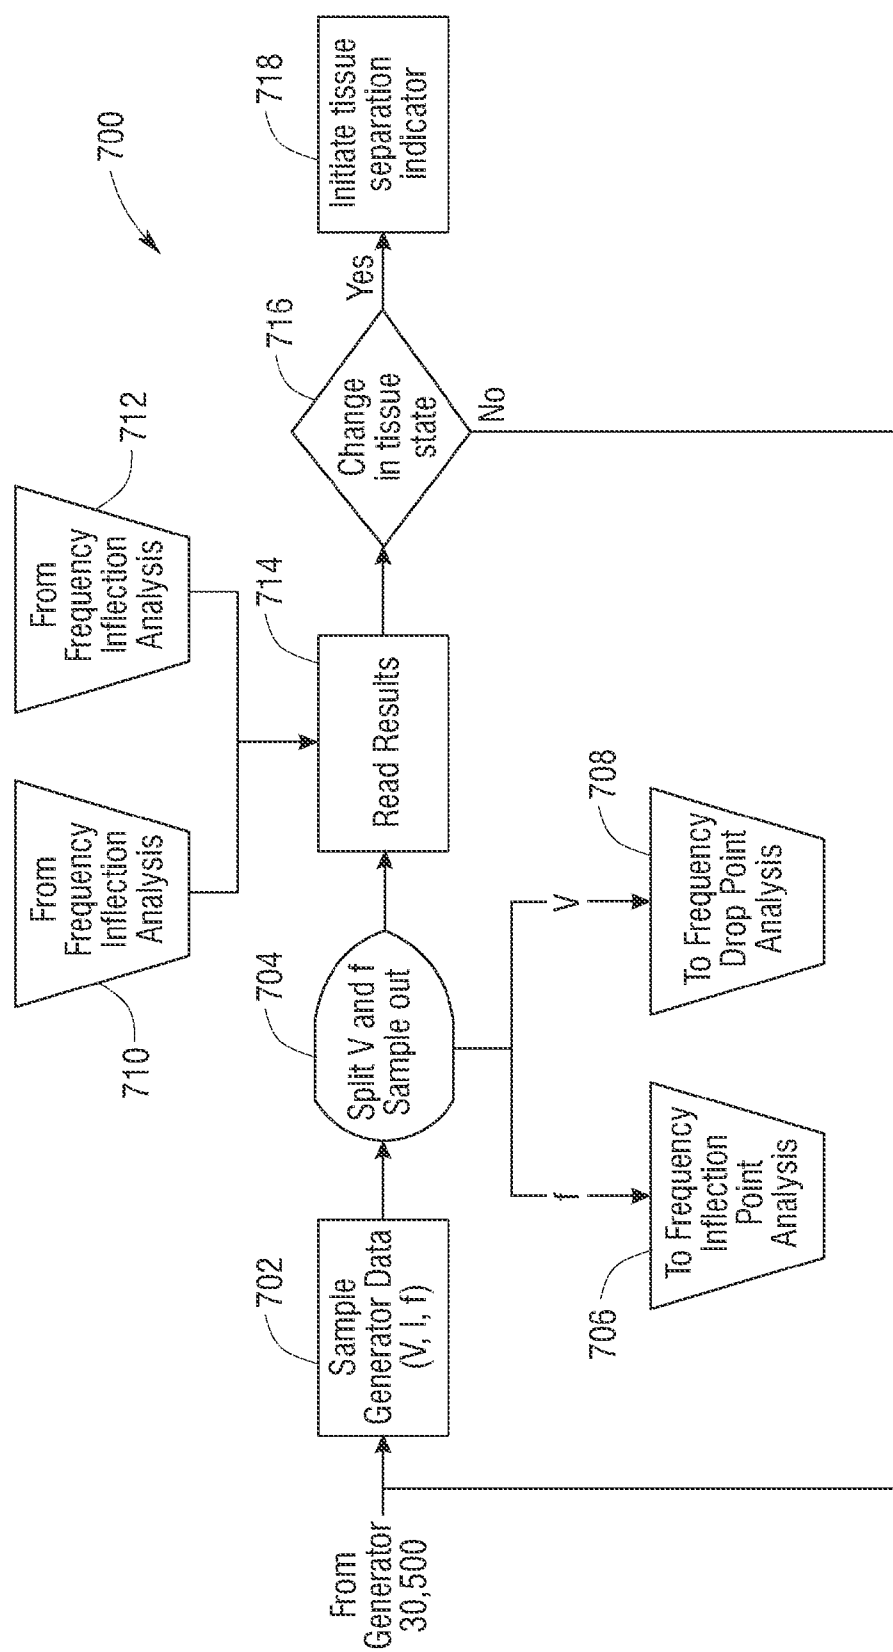 700
From
Generator
30,500
702
Sample
Generator Data
(V, I, f)
704
Split V and f
Sample out
f
V
706
To Frequency
Inflection
Point
Analysis
708
To Frequency
Drop Point
Analysis
710
From
Frequency
Inflection
Analysis
712
From
Frequency
Inflection
Analysis
714
Read Results
716
Change
in tissue
state
Yes
No
718
Initiate tissue
separation
indicator